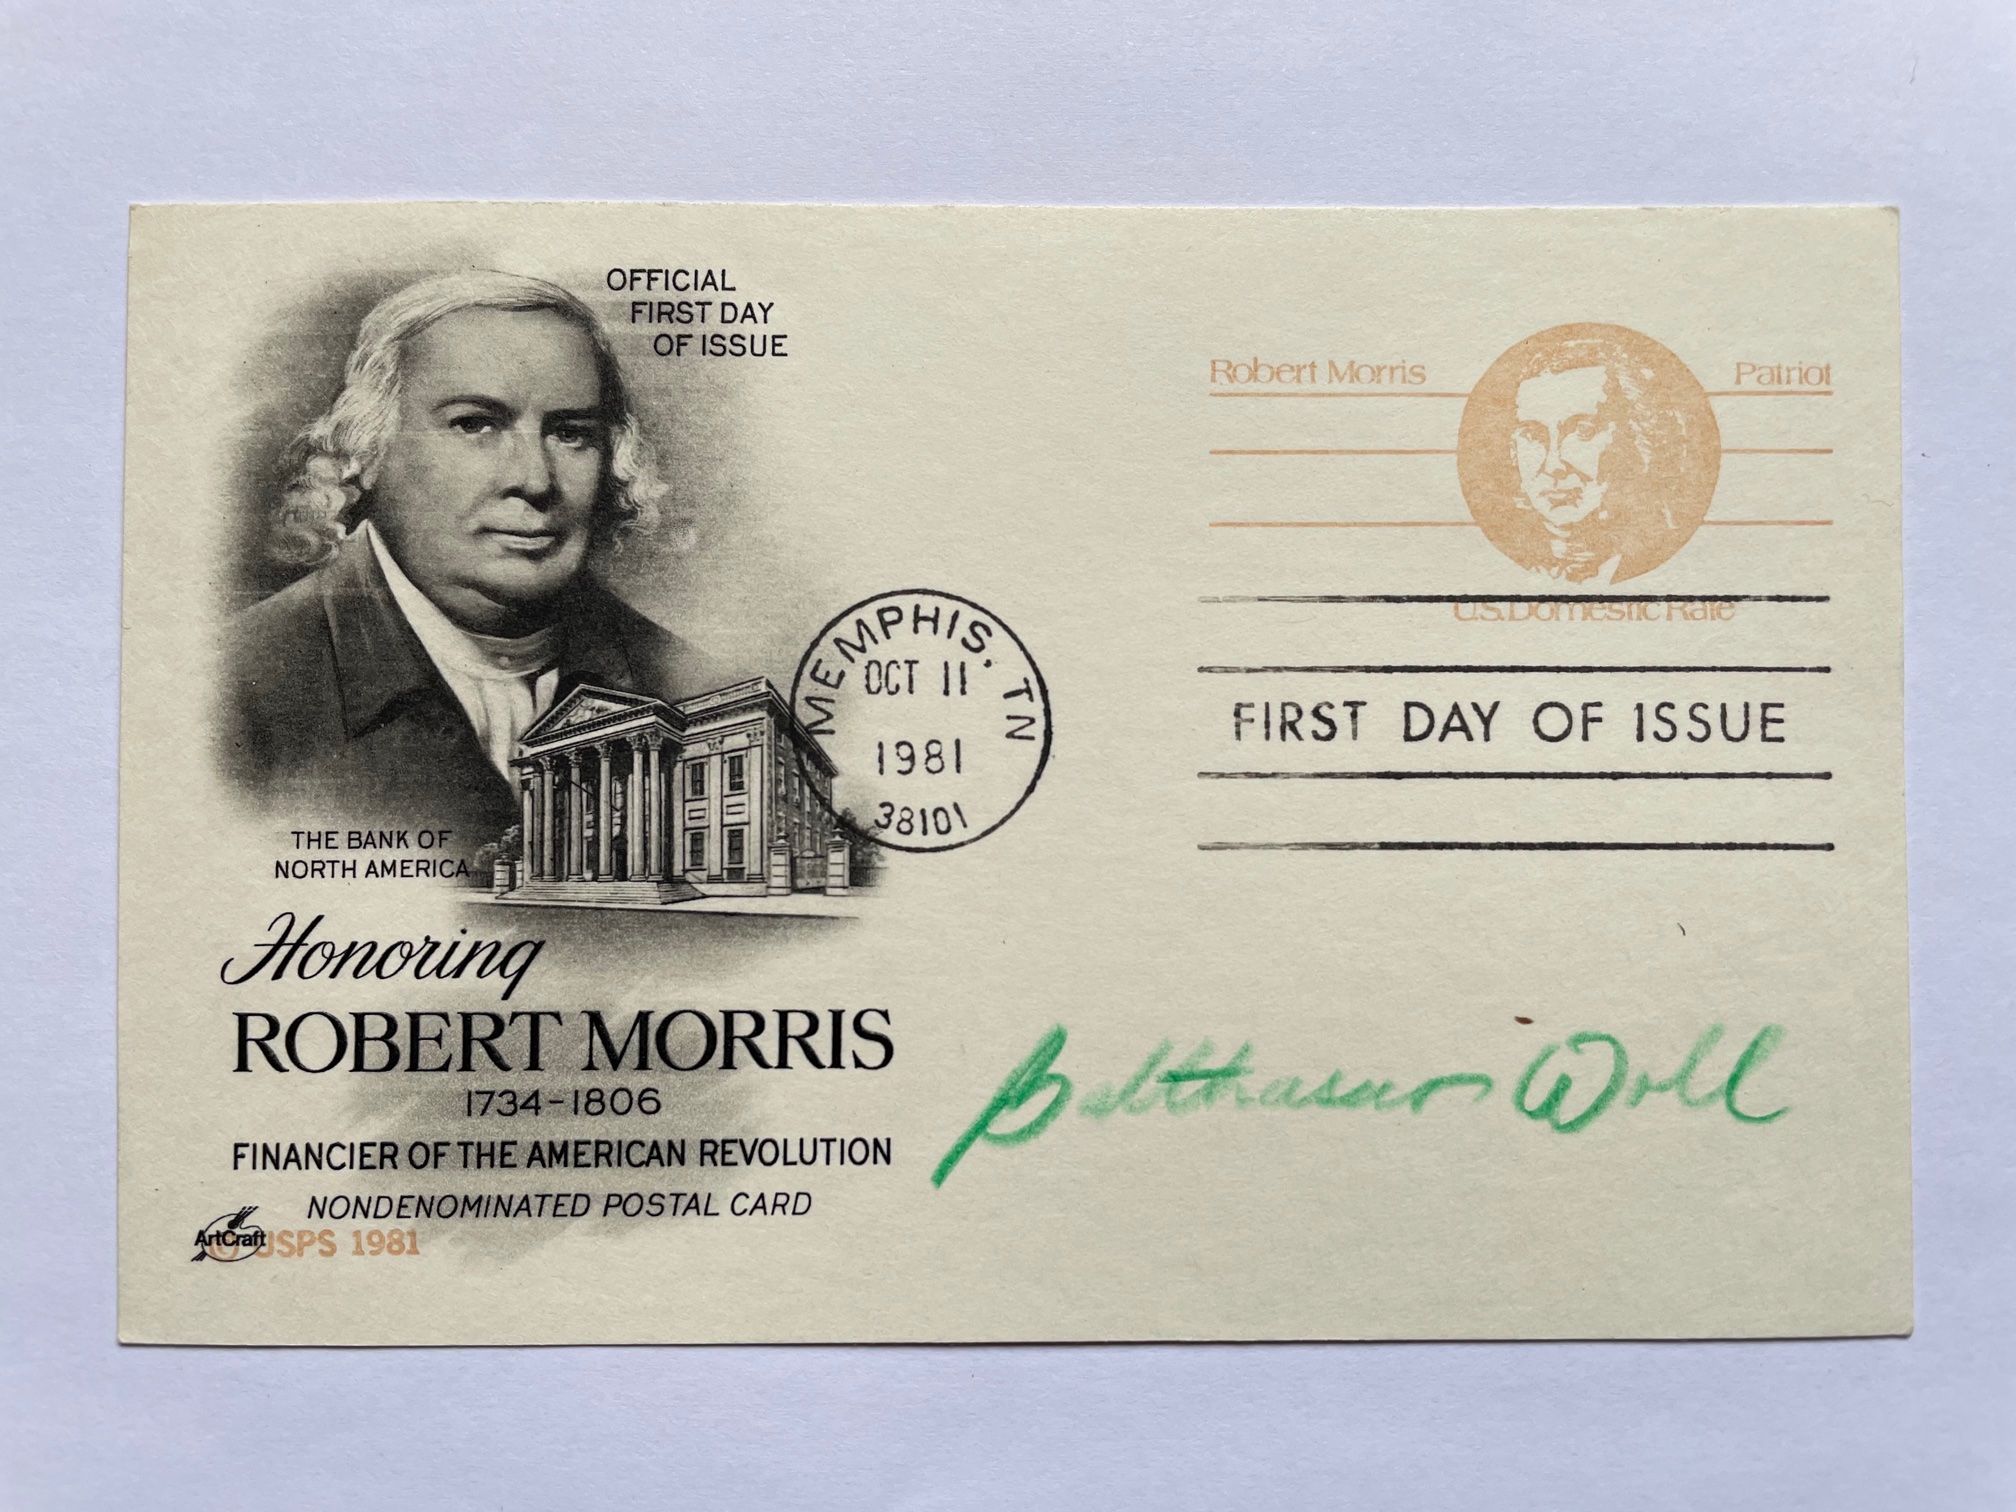 OFFICIAL
FIRST DAY
OF ISSUE
Robert Morris Patriot
U.S. Domestic Rate
MEMPHIS, TN
OCT 11
1981
38101
FIRST DAY OF ISSUE
THE BANK OF
NORTH AMERICA
Honoring
ROBERT MORRIS
1734-1806
FINANCIER OF THE AMERICAN REVOLUTION
NONDENOMINATED POSTAL CARD
ArtCraft
© USPS 1981
Balthasar Woll